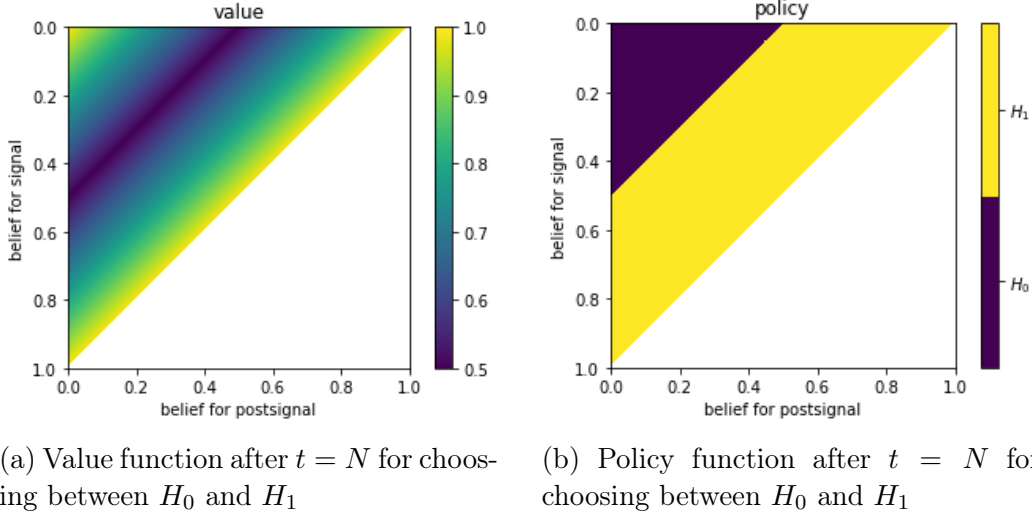 value
0.0
0.2
0.4
0.6
0.8
1.0
belief for signal
0.0 0.2 0.4 0.6 0.8 1.0
belief for postsignal
1.0
0.9
0.8
0.7
0.6
0.5
policy
0.0
0.2
0.4
0.6
0.8
1.0
belief for signal
0.0 0.2 0.4 0.6 0.8 1.0
belief for postsignal
H₁
H₀
(a) Value function after t = N for choos-
ing between H₀ and H₁
(b) Policy function after t = N for
choosing between H₀ and H₁